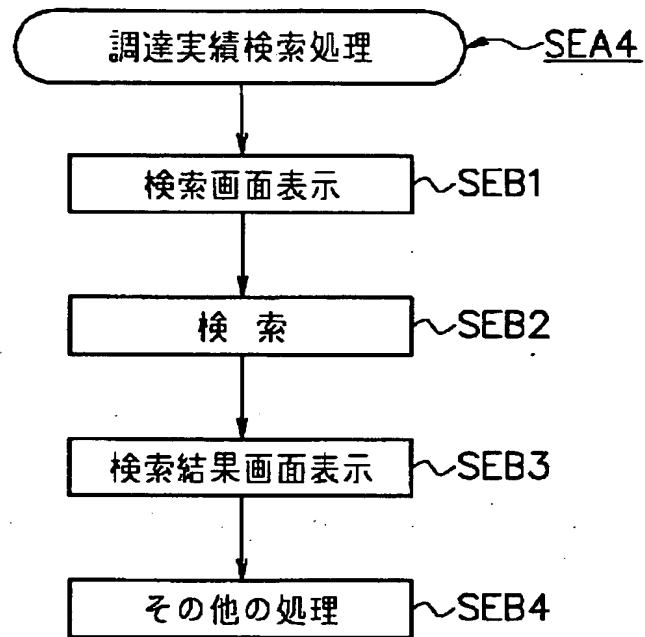 調達実績検索処理 SEA4
検索画面表示 SEB1
検 索 SEB2
検索結果画面表示 SEB3
その他の処理 SEB4